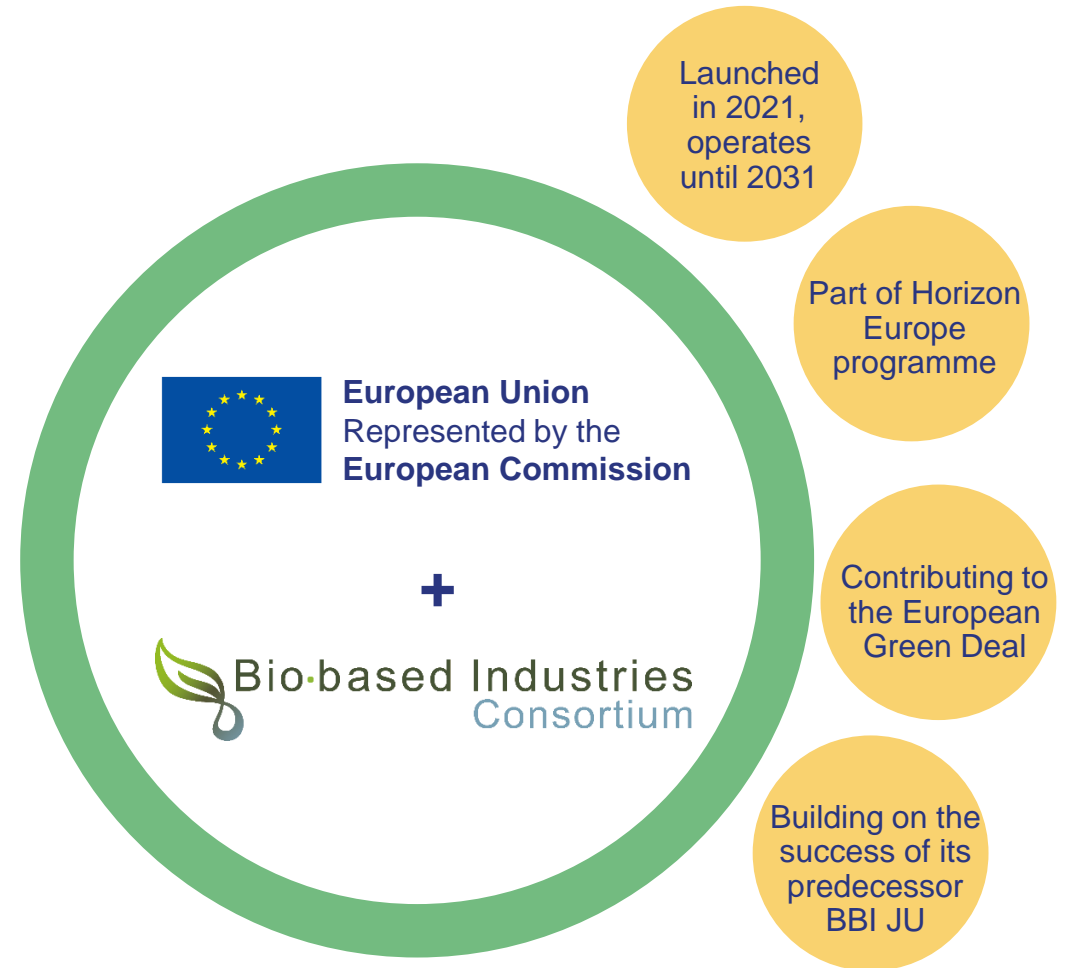 Launched
in 2021,
operates
until 2031
Part of Horizon
Europe
programme
European Union
Represented by the
European Commission
+
Bio·based Industries
Consortium
Contributing to
the European
Green Deal
Building on the
success of its
predecessor
BBI JU